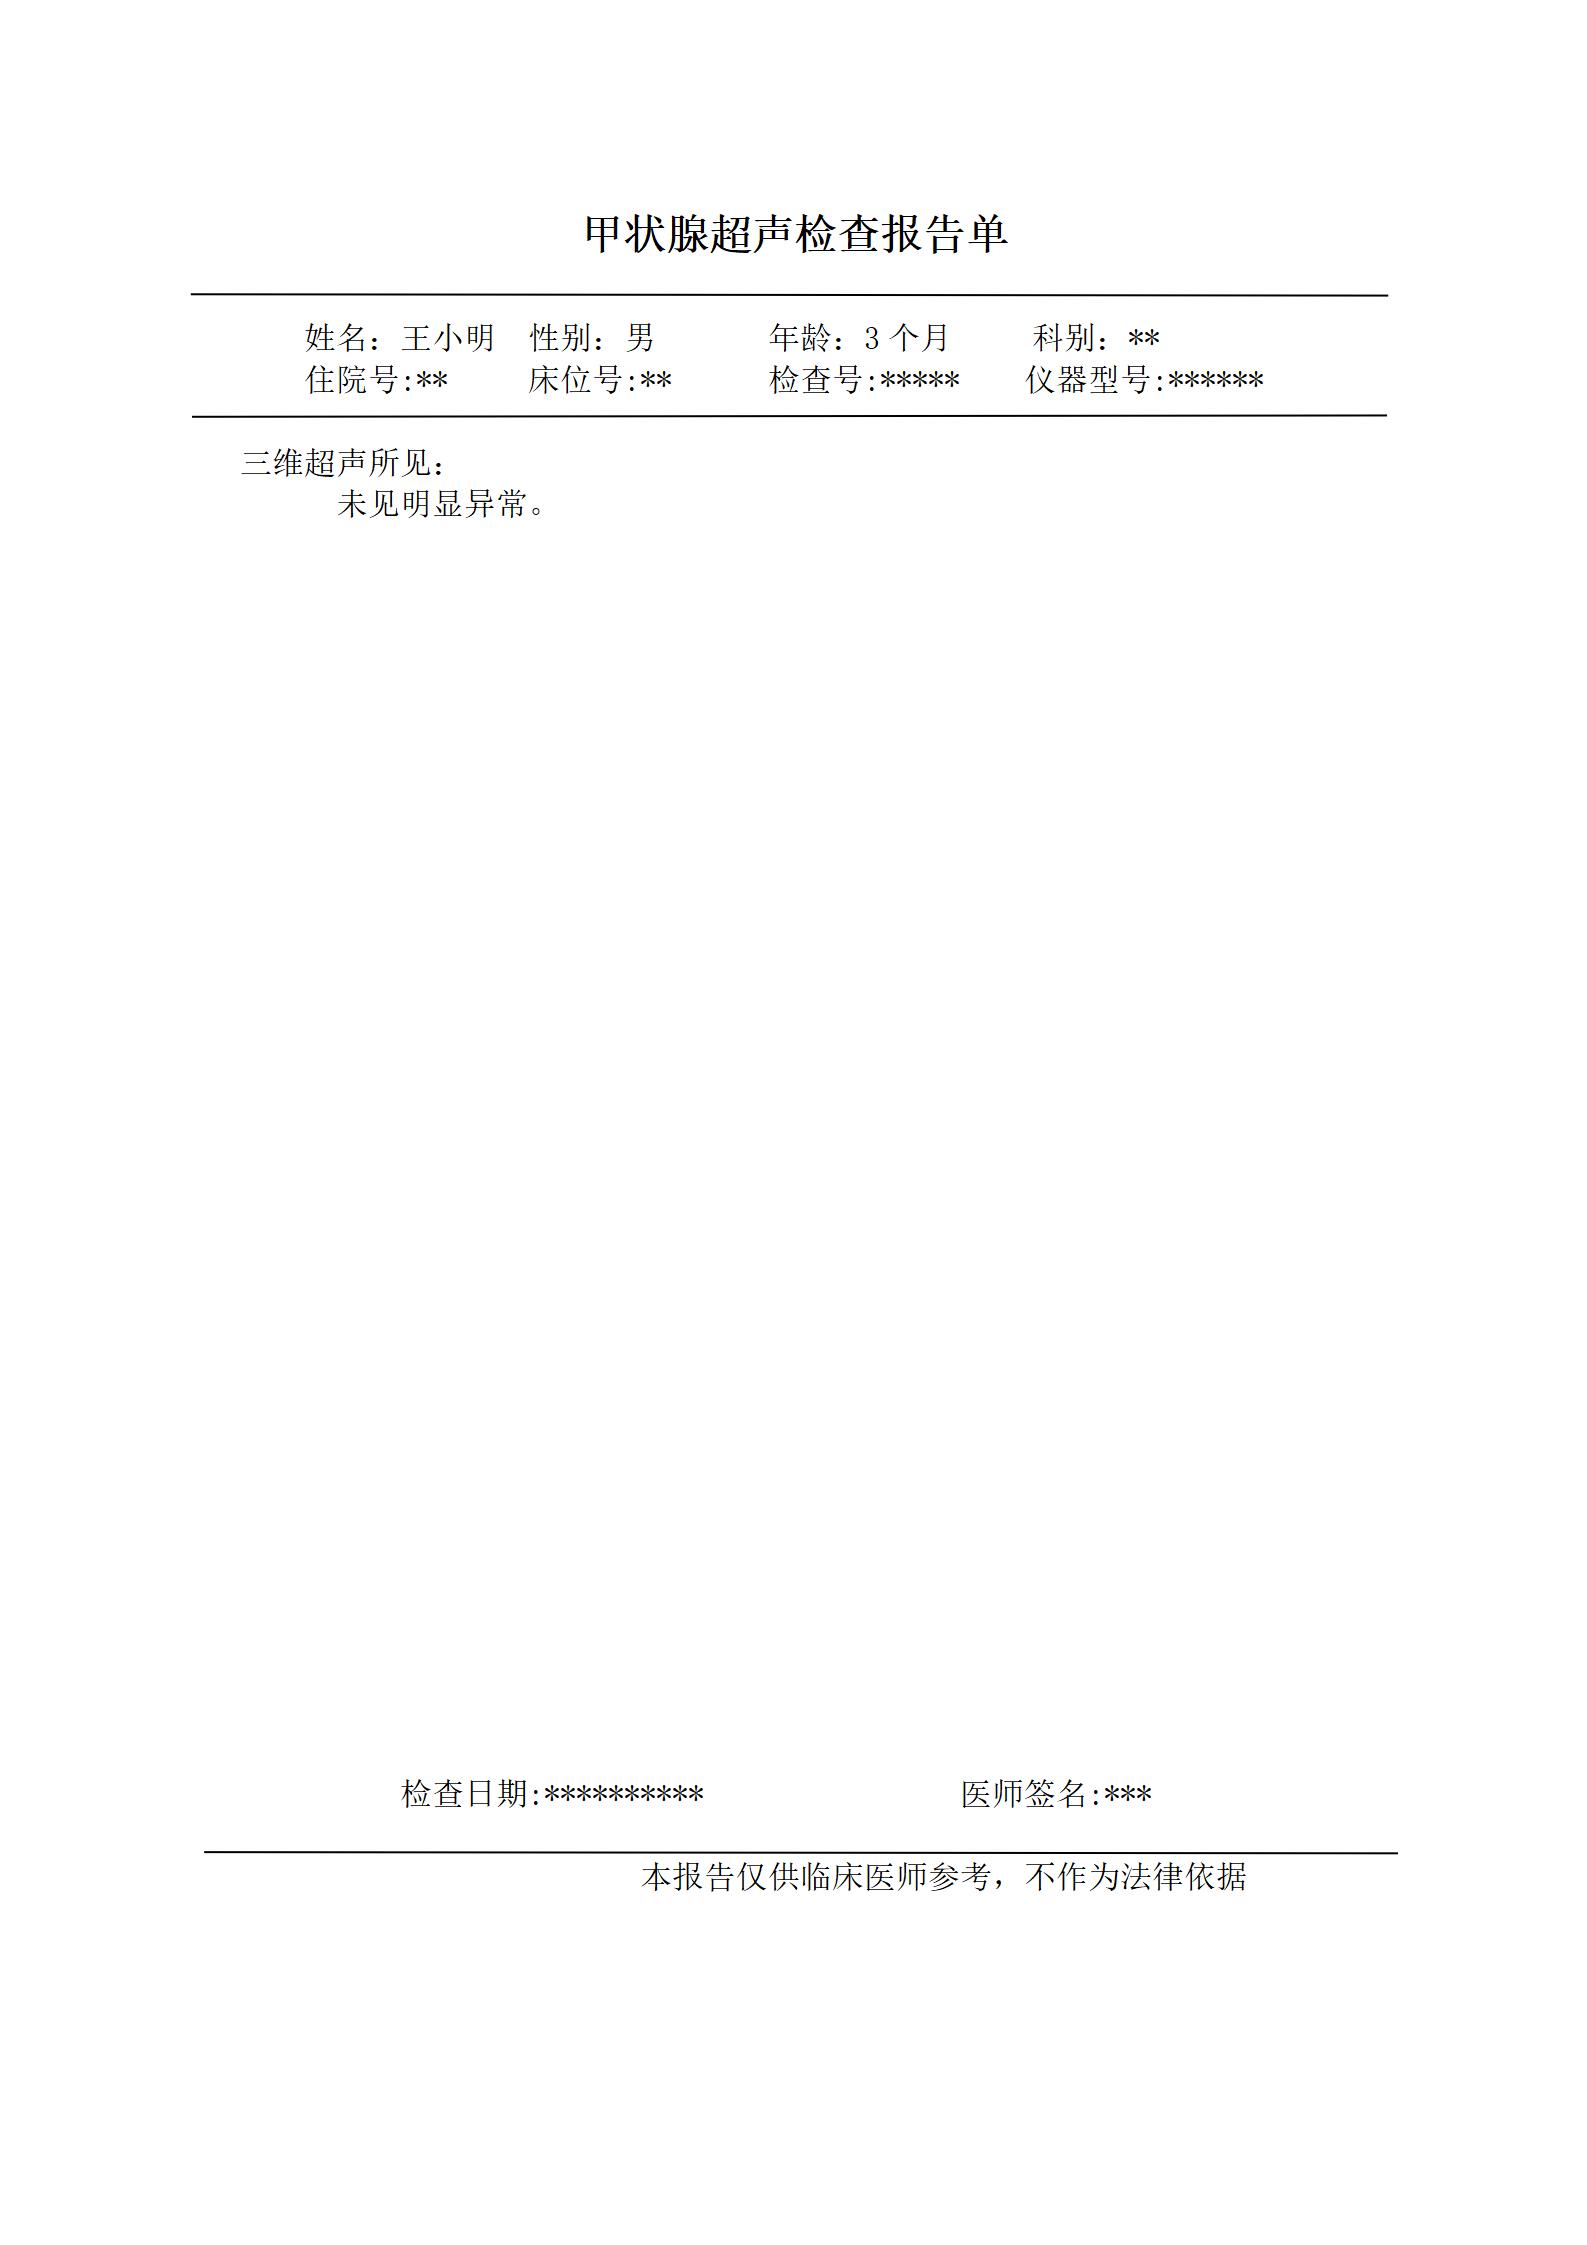 甲状腺超声检查报告单
姓名：王小明 性别：男 年龄：3 个月 科别：**
住院号:** 床位号:** 检查号:***** 仪器型号:******
三维超声所见：
未见明显异常。
检查日期:********** 医师签名:***
本报告仅供临床医师参考，不作为法律依据